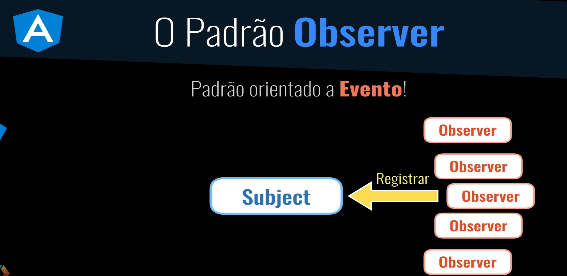 A
O Padrão Observer
Padrão orientado a Evento!
Observer
Observer
Registrar
Subject
Observer
Observer
Observer